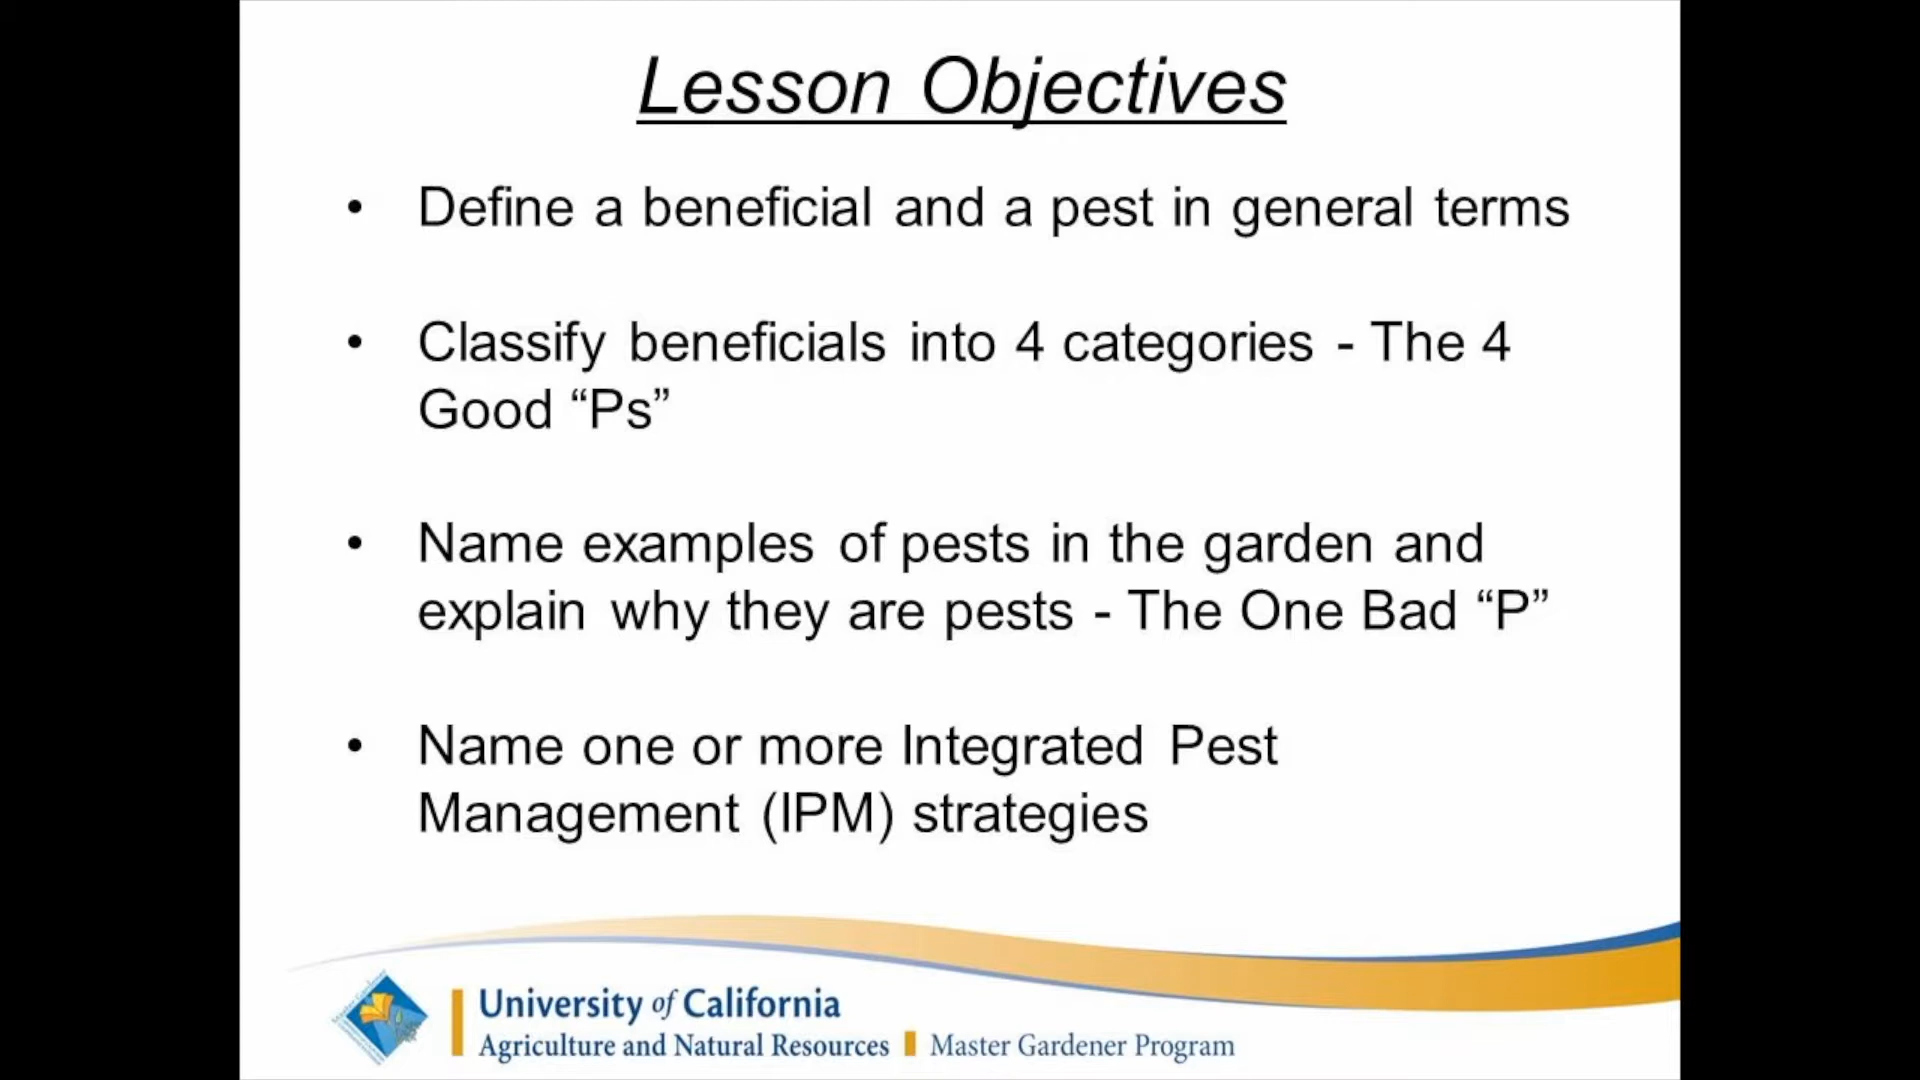 Lesson Objectives
• Define a beneficial and a pest in general terms
• Classify beneficials into 4 categories - The 4
Good “Ps”
• Name examples of pests in the garden and
explain why they are pests - The One Bad “P”
• Name one or more Integrated Pest
Management (IPM) strategies
University of California
Agriculture and Natural Resources Master Gardener Program